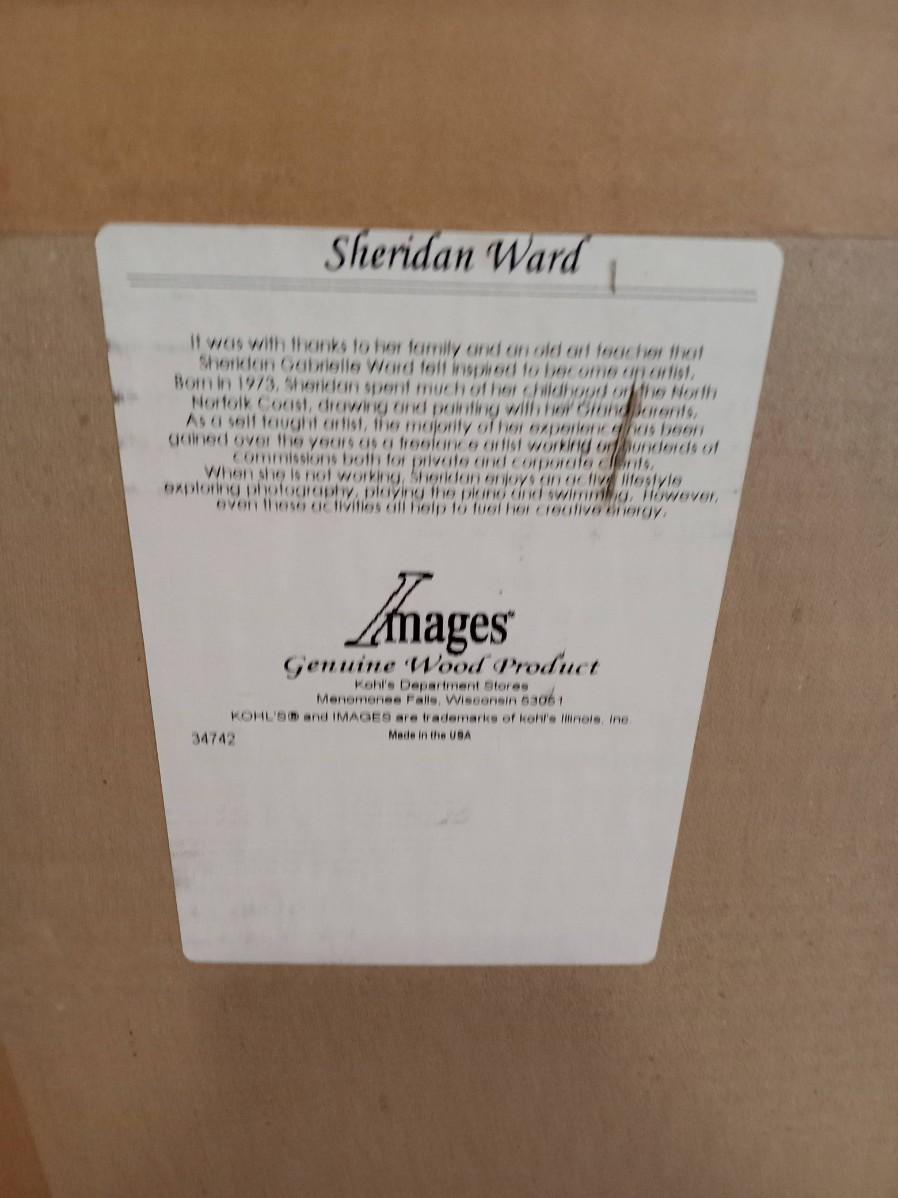 Sheridan Ward
It was with thanks to her family and an old art teacher that
Sheridan Gabrielle Ward felt inspired to become an artist.
Born in 1973, Sheridan spent much of her childhood on the North
Norfolk Coast, drawing and painting with her Grandparents.
As a self taught artist, the majority of her experience has been
gained over the years as a freelance artist working on hunderds of
commissions both for private and corporate clients.
When she is not working, Sheridan enjoys an active lifestyle
exploring photography, playing the piano and swimming. However,
even these activities all help to fuel her creative energy.
Images
Genuine Wood Product
Kohl's Department Stores
Menomonee Falls, Wisconsin 53051
KOHL'S® and IMAGES are trademarks of kohl's Illinois, Inc.
34742 Made in the USA